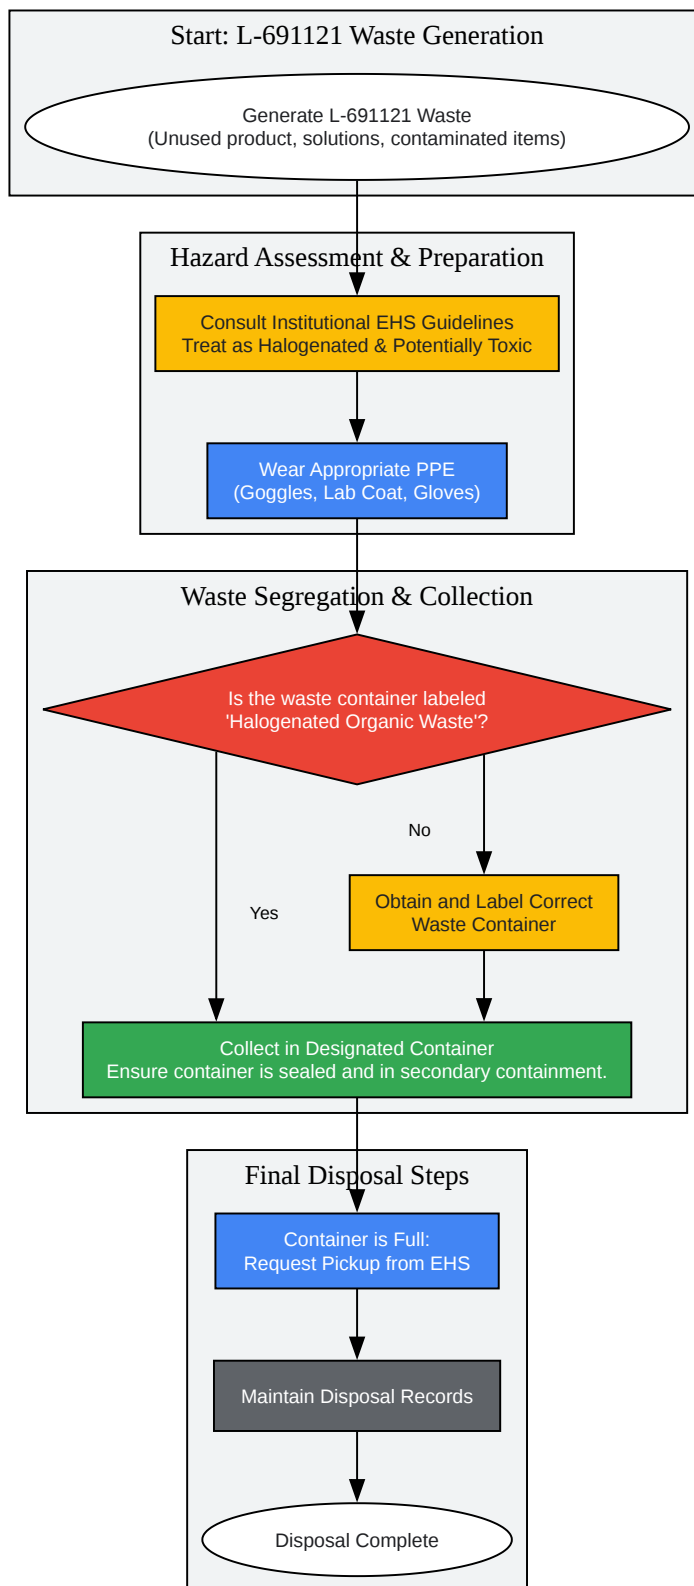 Start: L-691121 Waste Generation
Generate L-691121 Waste
(Unused product, solutions, contaminated items)
Hazard Assessment & Preparation
Consult Institutional EHS Guidelines
Treat as Halogenated & Potentially Toxic
Wear Appropriate PPE
(Goggles, Lab Coat, Gloves)
Waste Segregation & Collection
Is the waste container labeled
'Halogenated Organic Waste'?
No
Yes
Obtain and Label Correct
Waste Container
Collect in Designated Container
Ensure container is sealed and in secondary containment.
Final Disposal Steps
Container is Full:
Request Pickup from EHS
Maintain Disposal Records
Disposal Complete